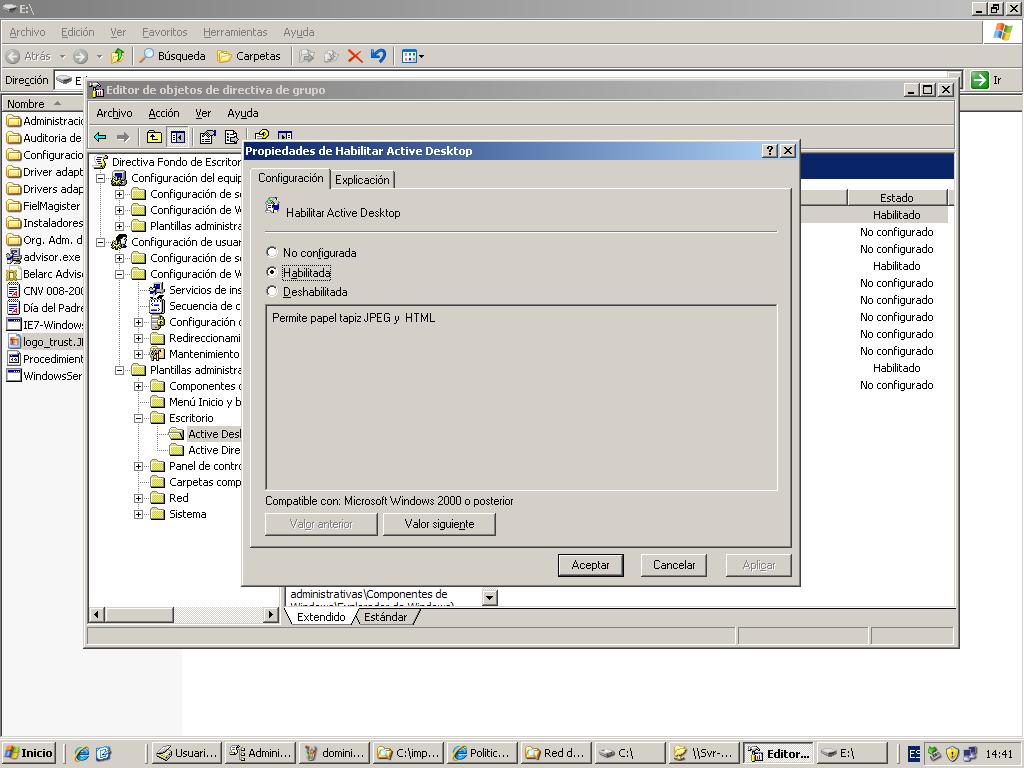 E:\
Archivo Edición Ver Favoritos Herramientas Ayuda
Atrás Búsqueda Carpetas
Dirección E Ir
Nombre
Administraci
Auditoria de
Configuracio
Driver adapt
Drivers adap
FielMagister
Instaladores
Org. Adm. d
advisor.exe
Belarc Adviso
CNV 008-200
Día del Padre
IE7-Windows
logo_trust.J
Procedimient
WindowsSer
Editor de objetos de directiva de grupo
Archivo Acción Ver Ayuda
Directiva Fondo de Escritor
Configuración del equip
Configuración de s
Configuración de W
Plantillas administra
Configuración de usuar
Configuración de s
Configuración de W
Servicios de ins
Secuencia de c
Configuración d
Redireccionami
Mantenimiento
Plantillas administra
Componentes d
Menú Inicio y b
Escritorio
Active Desk
Active Dire
Panel de contro
Carpetas comp
Red
Sistema
Estado
Habilitado
No configurado
No configurado
Habilitado
No configurado
No configurado
No configurado
No configurado
No configurado
Habilitado
No configurado
Propiedades de Habilitar Active Desktop
Configuración Explicación
Habilitar Active Desktop
No configurada
Habilitada
Deshabilitada
Permite papel tapiz JPEG y HTML
Compatible con: Microsoft Windows 2000 o posterior
Valor anterior Valor siguiente
Aceptar Cancelar Aplicar
administrativas\Componentes de
Windows\Explorador de Windows)
Extendido Estándar
Inicio Usuari... Admini... domini... C:\imp... Politic... Red d... C:\ \\Svr-... Editor... E:\ ES 14:41